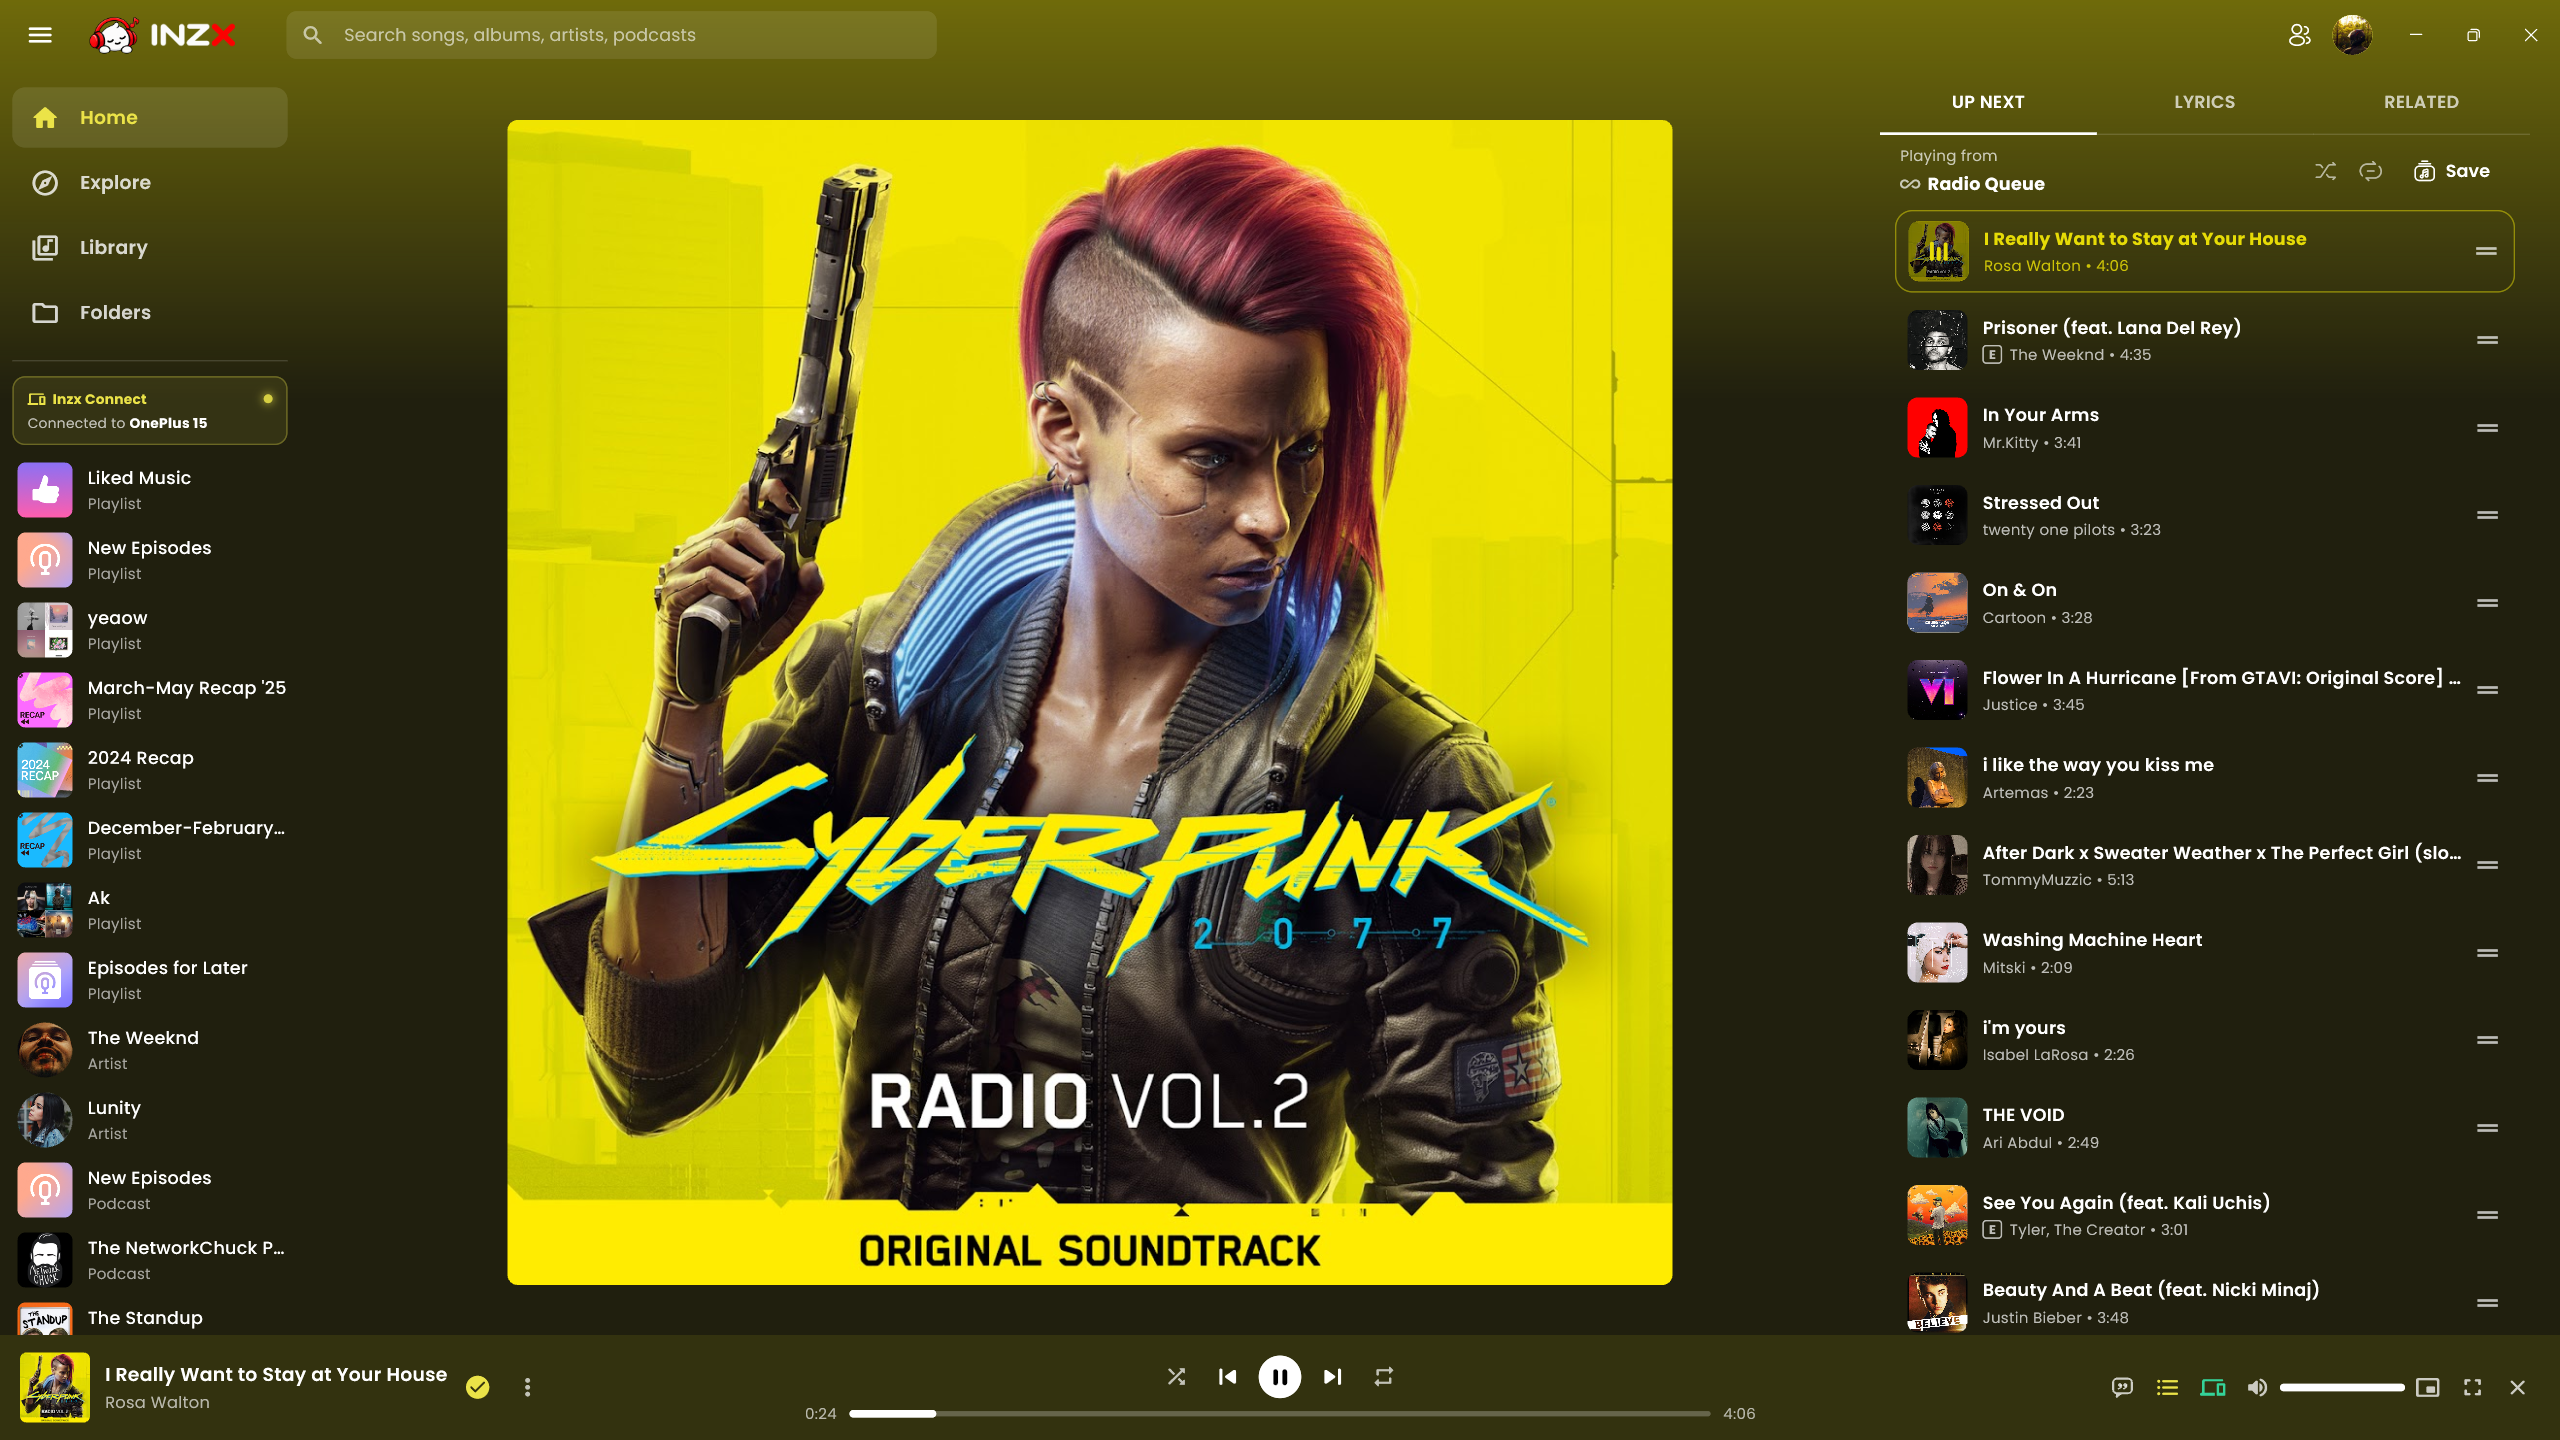 INZX
Search songs, albums, artists, podcasts
Home
Explore
Library
Folders
Inzx Connect
Connected to OnePlus 15
Liked Music
Playlist
New Episodes
Playlist
yeaow
Playlist
RECAP
March-May Recap '25
Playlist
2024
RECAP
2024 Recap
Playlist
RECAP
December-February...
Playlist
Ak
Playlist
Episodes for Later
Playlist
The Weeknd
Artist
Lunity
Artist
New Episodes
Podcast
NETWORK
CHUCK
The NetworkChuck P...
Podcast
THE
STANDUP
The Standup
Cyberpunk
2077
RADIO VOL.2
ORIGINAL SOUNDTRACK
UP NEXT
LYRICS
RELATED
Playing from
Radio Queue
Save
I Really Want to Stay at Your House
Rosa Walton • 4:06
Prisoner (feat. Lana Del Rey)
E The Weeknd • 4:35
In Your Arms
Mr.Kitty • 3:41
Stressed Out
twenty one pilots • 3:23
On & On
Cartoon • 3:28
VI
Flower In A Hurricane [From GTAVI: Original Score] ...
Justice • 3:45
i like the way you kiss me
Artemas • 2:23
After Dark x Sweater Weather x The Perfect Girl (slo...
TommyMuzzic • 5:13
Washing Machine Heart
Mitski • 2:09
i'm yours
Isabel LaRosa • 2:26
THE VOID
Ari Abdul • 2:49
See You Again (feat. Kali Uchis)
E Tyler, The Creator • 3:01
BELIEVE
Beauty And A Beat (feat. Nicki Minaj)
Justin Bieber • 3:48
I Really Want to Stay at Your House
Rosa Walton
0:24
4:06